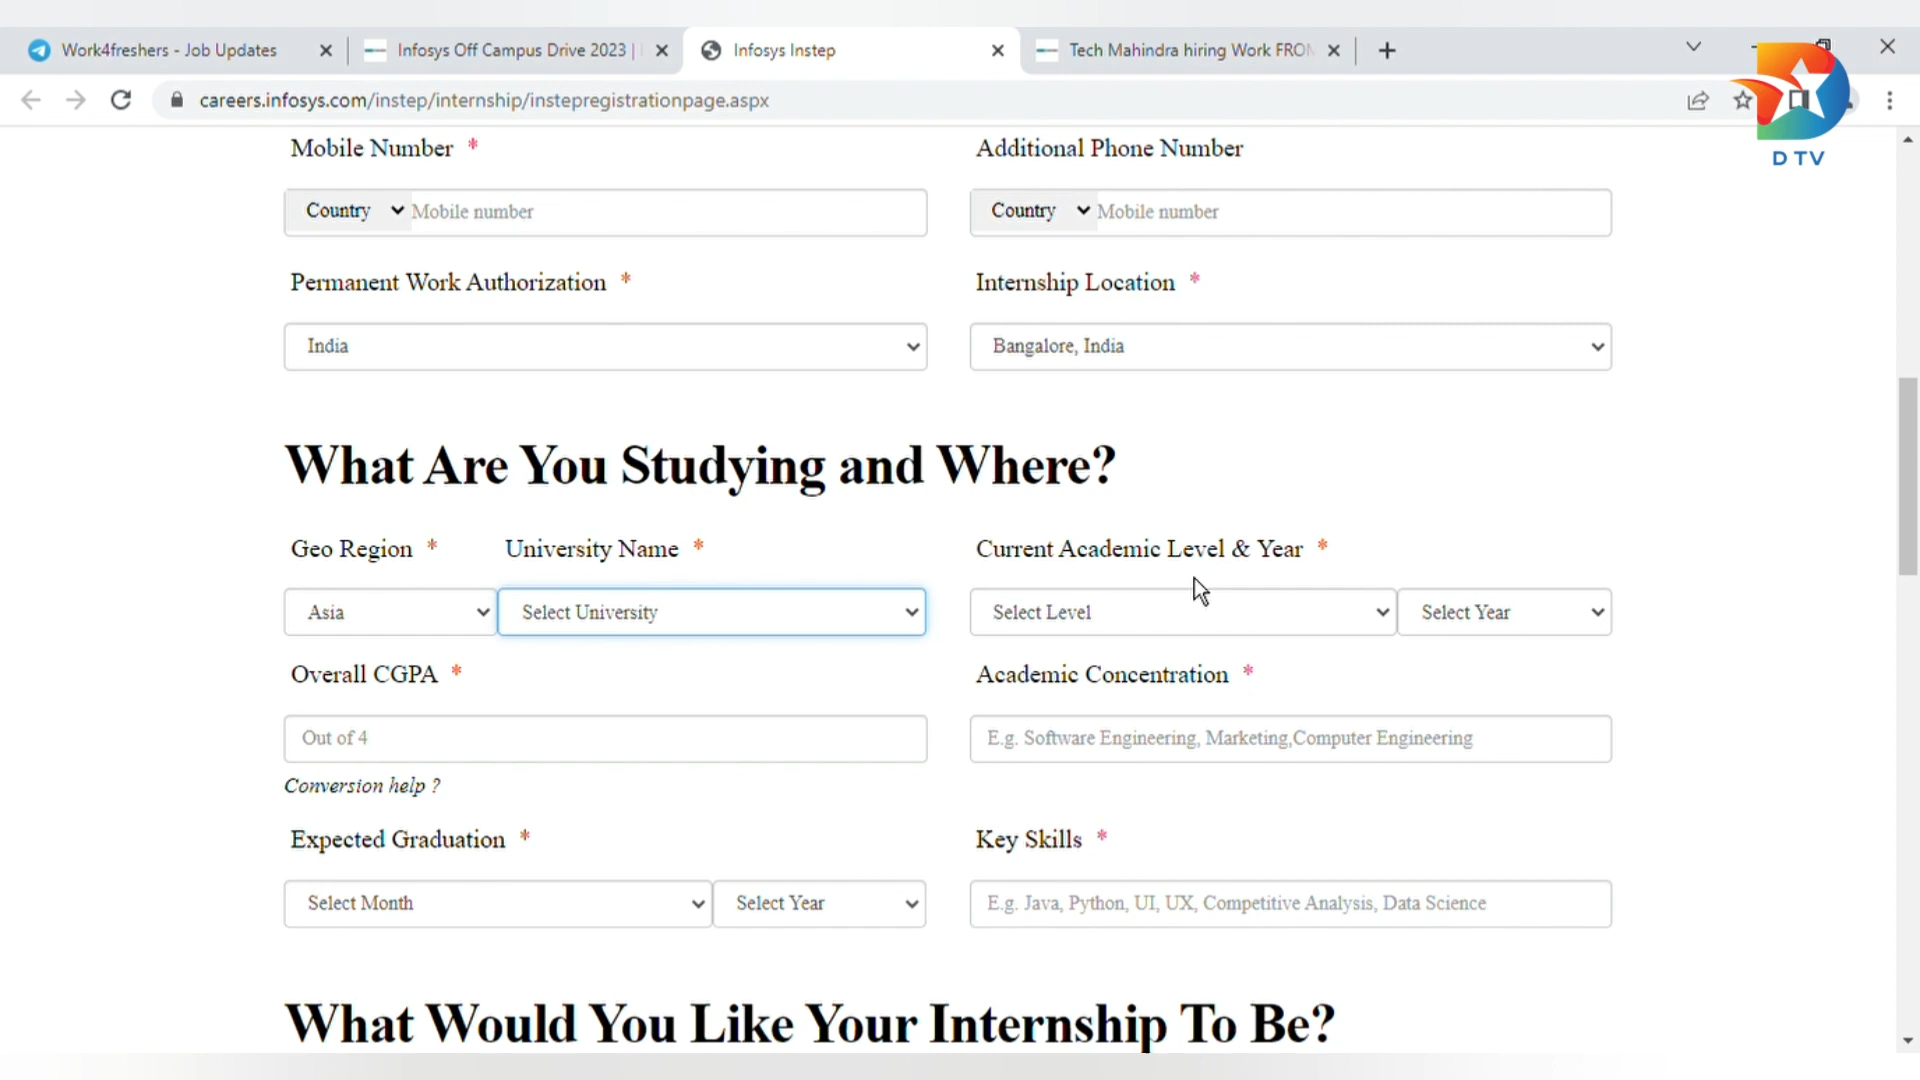 Work4freshers - Job Updates
Infosys Off Campus Drive 2023 |
Infosys Instep
Tech Mahindra hiring Work FROM
careers.infosys.com/instep/internship/instepregistrationpage.aspx
D TV
Mobile Number *
Additional Phone Number
Country Mobile number
Country Mobile number
Permanent Work Authorization *
Internship Location *
India
Bangalore, India
What Are You Studying and Where?
Geo Region * University Name *
Current Academic Level & Year *
Asia
Select University
Select Level
Select Year
Overall CGPA *
Academic Concentration *
Out of 4
E.g. Software Engineering, Marketing,Computer Engineering
Conversion help ?
Expected Graduation *
Key Skills *
Select Month
Select Year
E.g. Java, Python, UI, UX, Competitive Analysis, Data Science
What Would You Like Your Internship To Be?